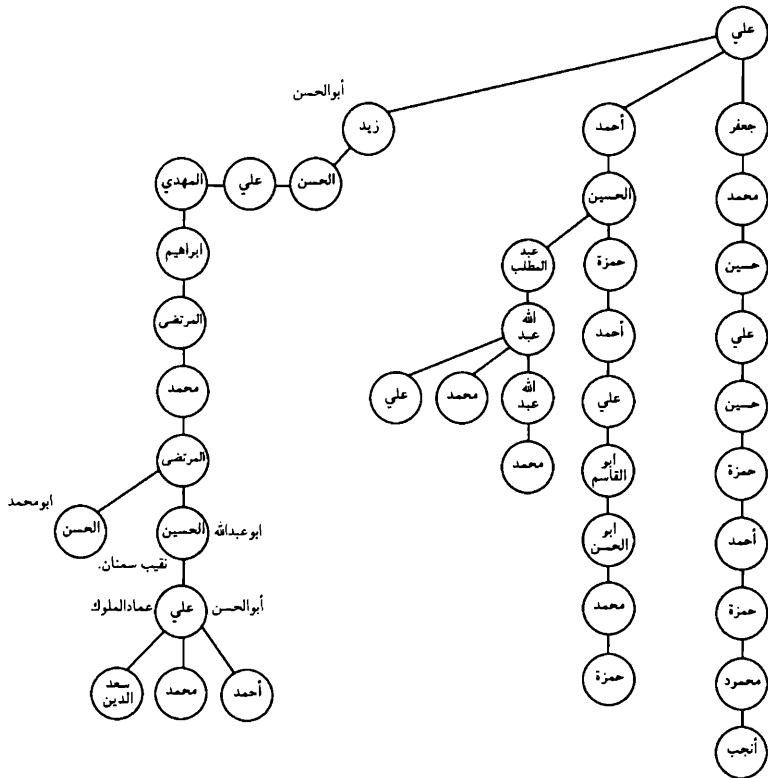 علي
أبوالحسن
زيد
أحمد
جعفر
المهدي
علي
الحسن
الحسين
محمد
ابراهيم
عبد
المطلب
حمزة
حسين
المرتضى
الله
عبد
أحمد
علي
محمد
علي
محمد
الله
عبد
علي
حسين
المرتضى
محمد
ابو
القاسم
حمزة
ابومحمد
الحسن
الحسين
ابوعبدالله
ابو
الحسن
أحمد
نقيب سمنان.
عمادالملوك
علي
أبوالحسن
محمد
حمزة
سعد
الدين
محمد
أحمد
حمزة
محمود
أنجب